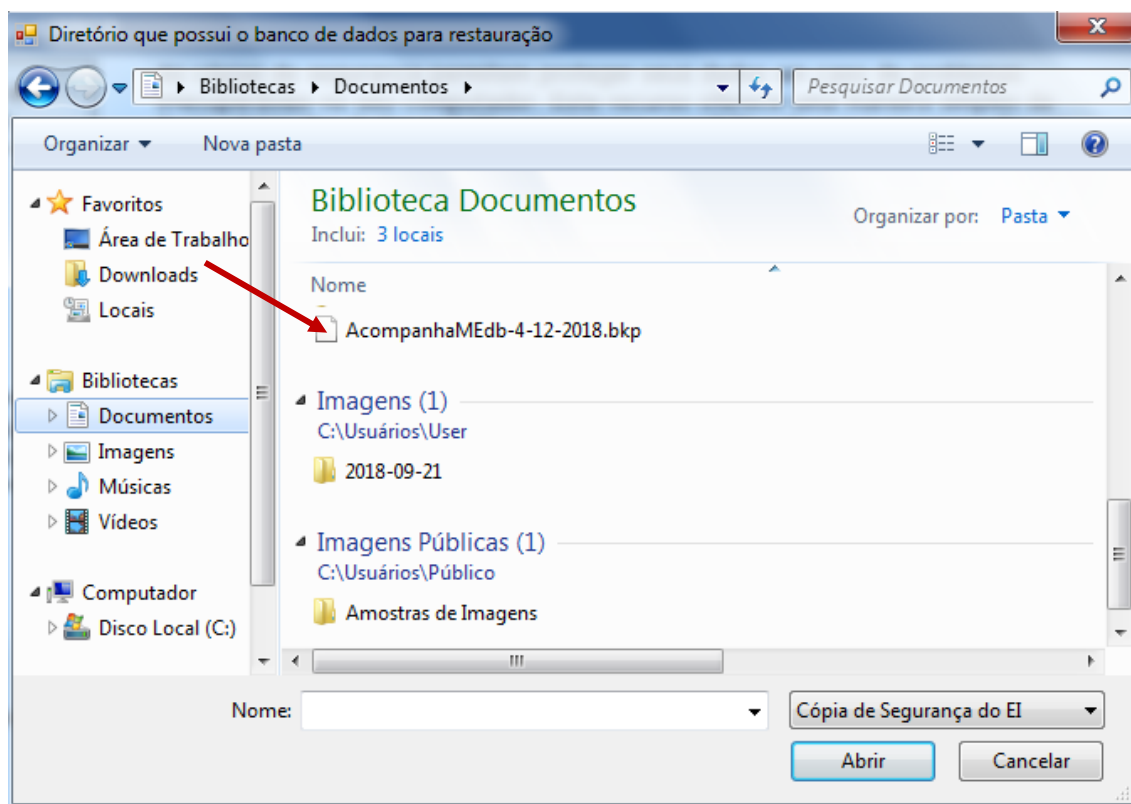 Diretório que possui o banco de dados para restauração
Bibliotecas Documentos
Pesquisar Documentos
Organizar
Nova pasta
Favoritos
Área de Trabalho
Downloads
Locais
Bibliotecas
Documentos
Imagens
Músicas
Vídeos
Computador
Disco Local (C:)
Biblioteca Documentos
Inclui: 3 locais
Organizar por: Pasta
Nome
AcompanhaMEdb-4-12-2018.bkp
Imagens (1)
C:\Usuários\User
2018-09-21
Imagens Públicas (1)
C:\Usuários\Público
Amostras de Imagens
Nome:
Cópia de Segurança do EI
Abrir
Cancelar